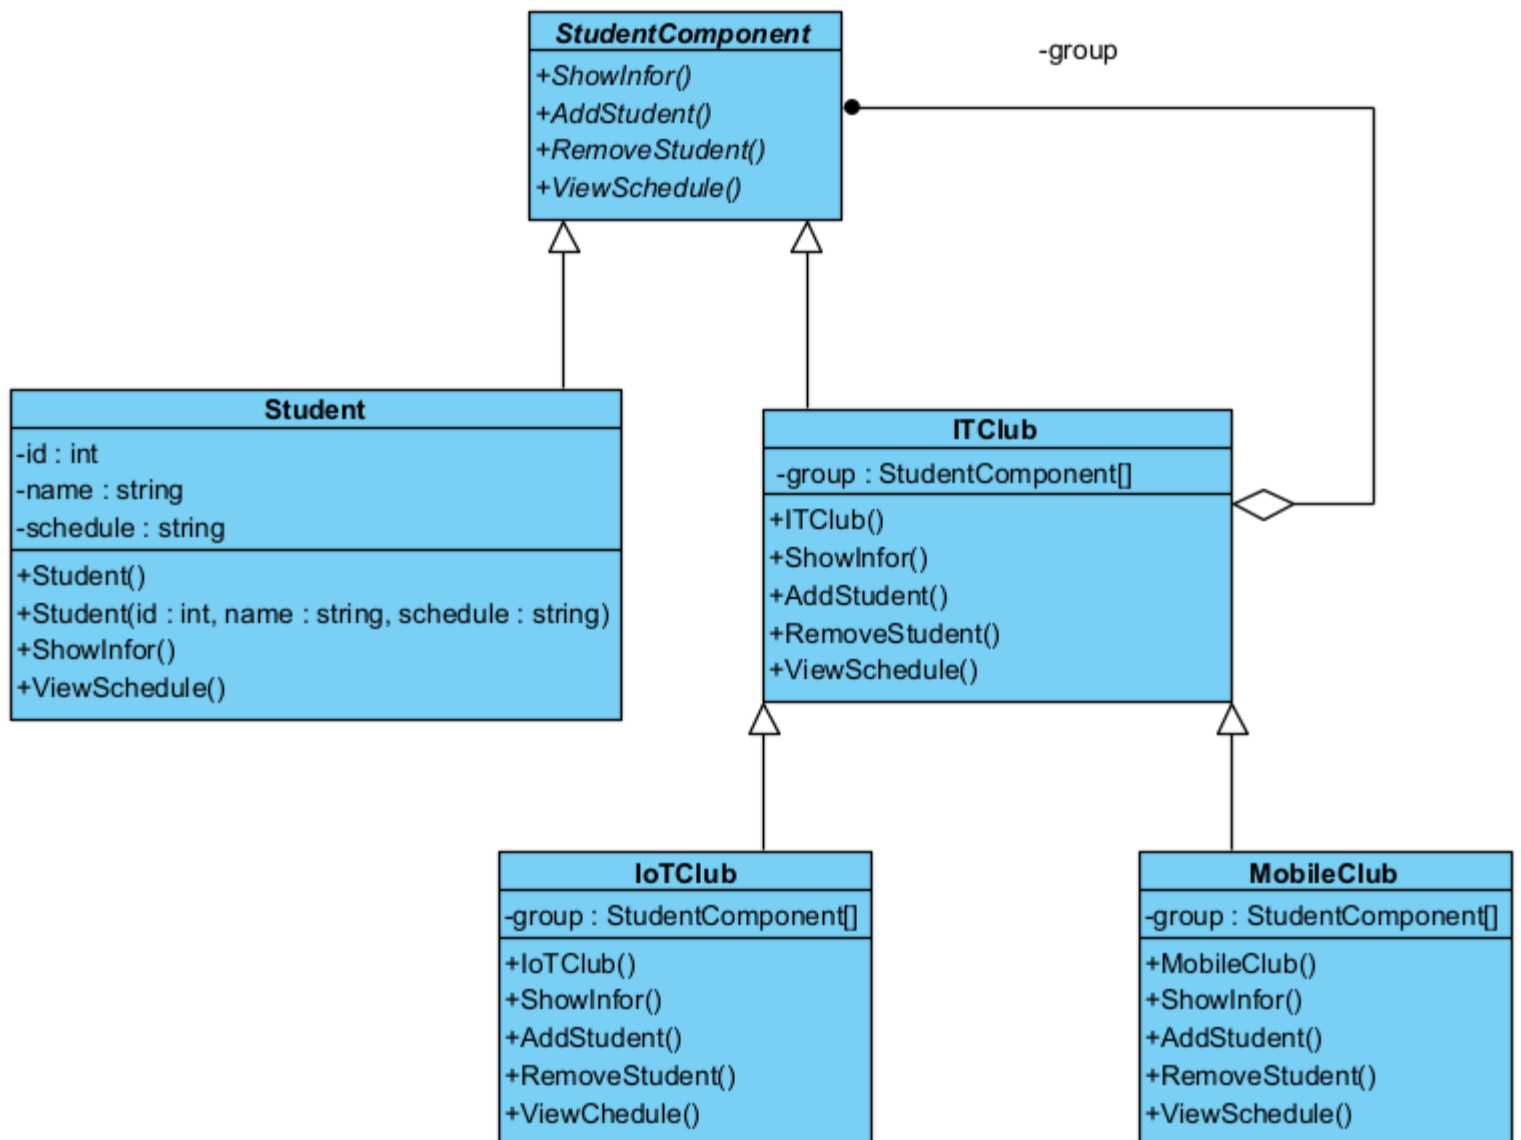 StudentComponent
+ShowInfor()
+AddStudent()
+RemoveStudent()
+ViewSchedule()
-group
Student
-id : int
-name : string
-schedule : string
+Student()
+Student(id : int, name : string, schedule : string)
+ShowInfor()
+ViewSchedule()
ITClub
-group : StudentComponent[]
+ITClub()
+ShowInfor()
+AddStudent()
+RemoveStudent()
+ViewSchedule()
IoTClub
-group : StudentComponent[]
+IoTClub()
+ShowInfor()
+AddStudent()
+RemoveStudent()
+ViewChedule()
MobileClub
-group : StudentComponent[]
+MobileClub()
+ShowInfor()
+AddStudent()
+RemoveStudent()
+ViewSchedule()